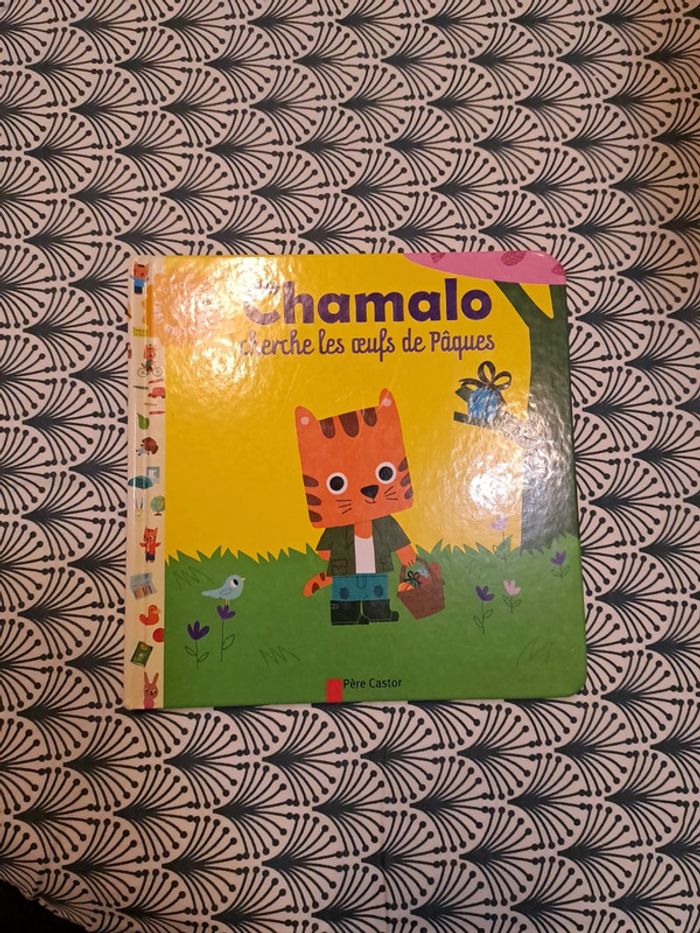 Chamalo
cherche les œufs de Pâques
Père Castor